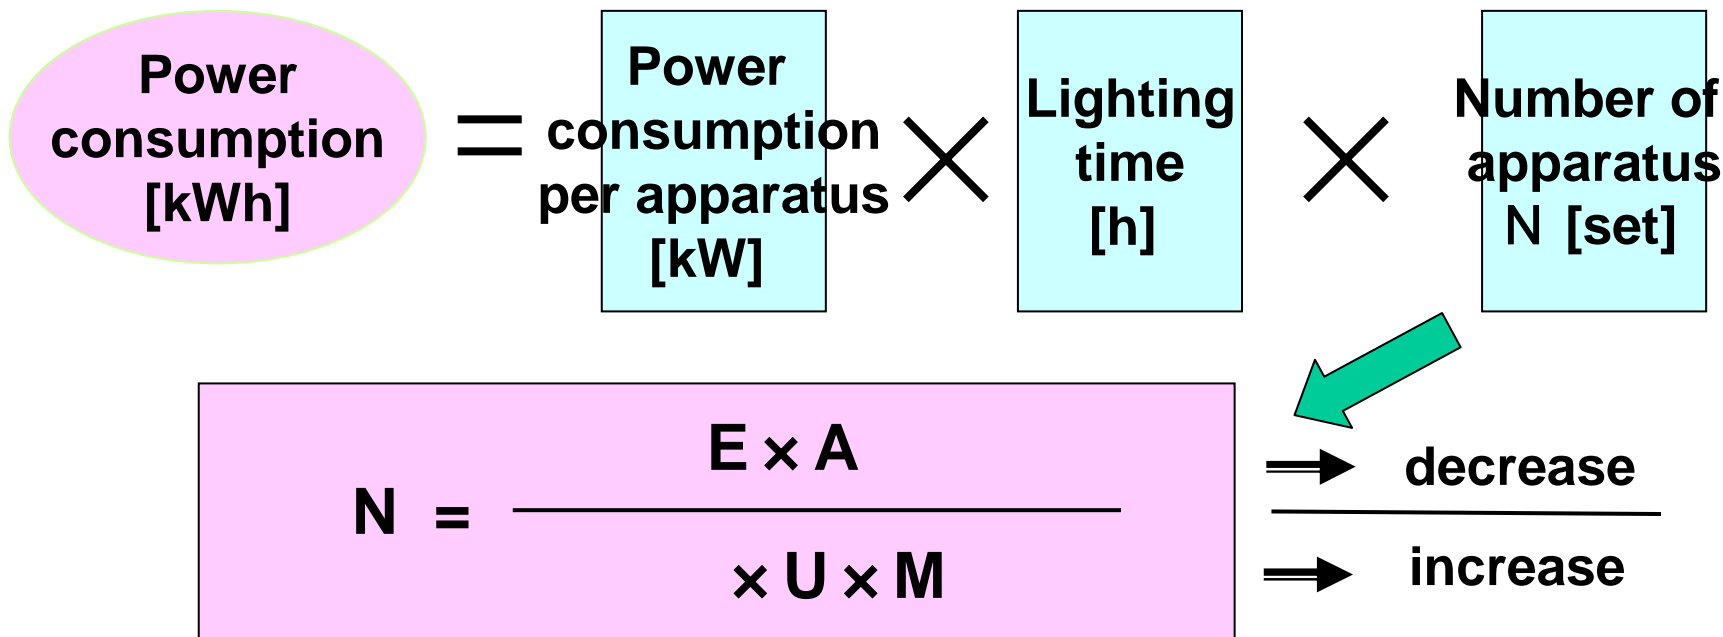 Power
consumption
[kWh]
=
Power
consumption
per apparatus
[kW]
×
Lighting
time
[h]
×
Number of
apparatus
N [set]
E × A
N =
× U × M
decrease
increase